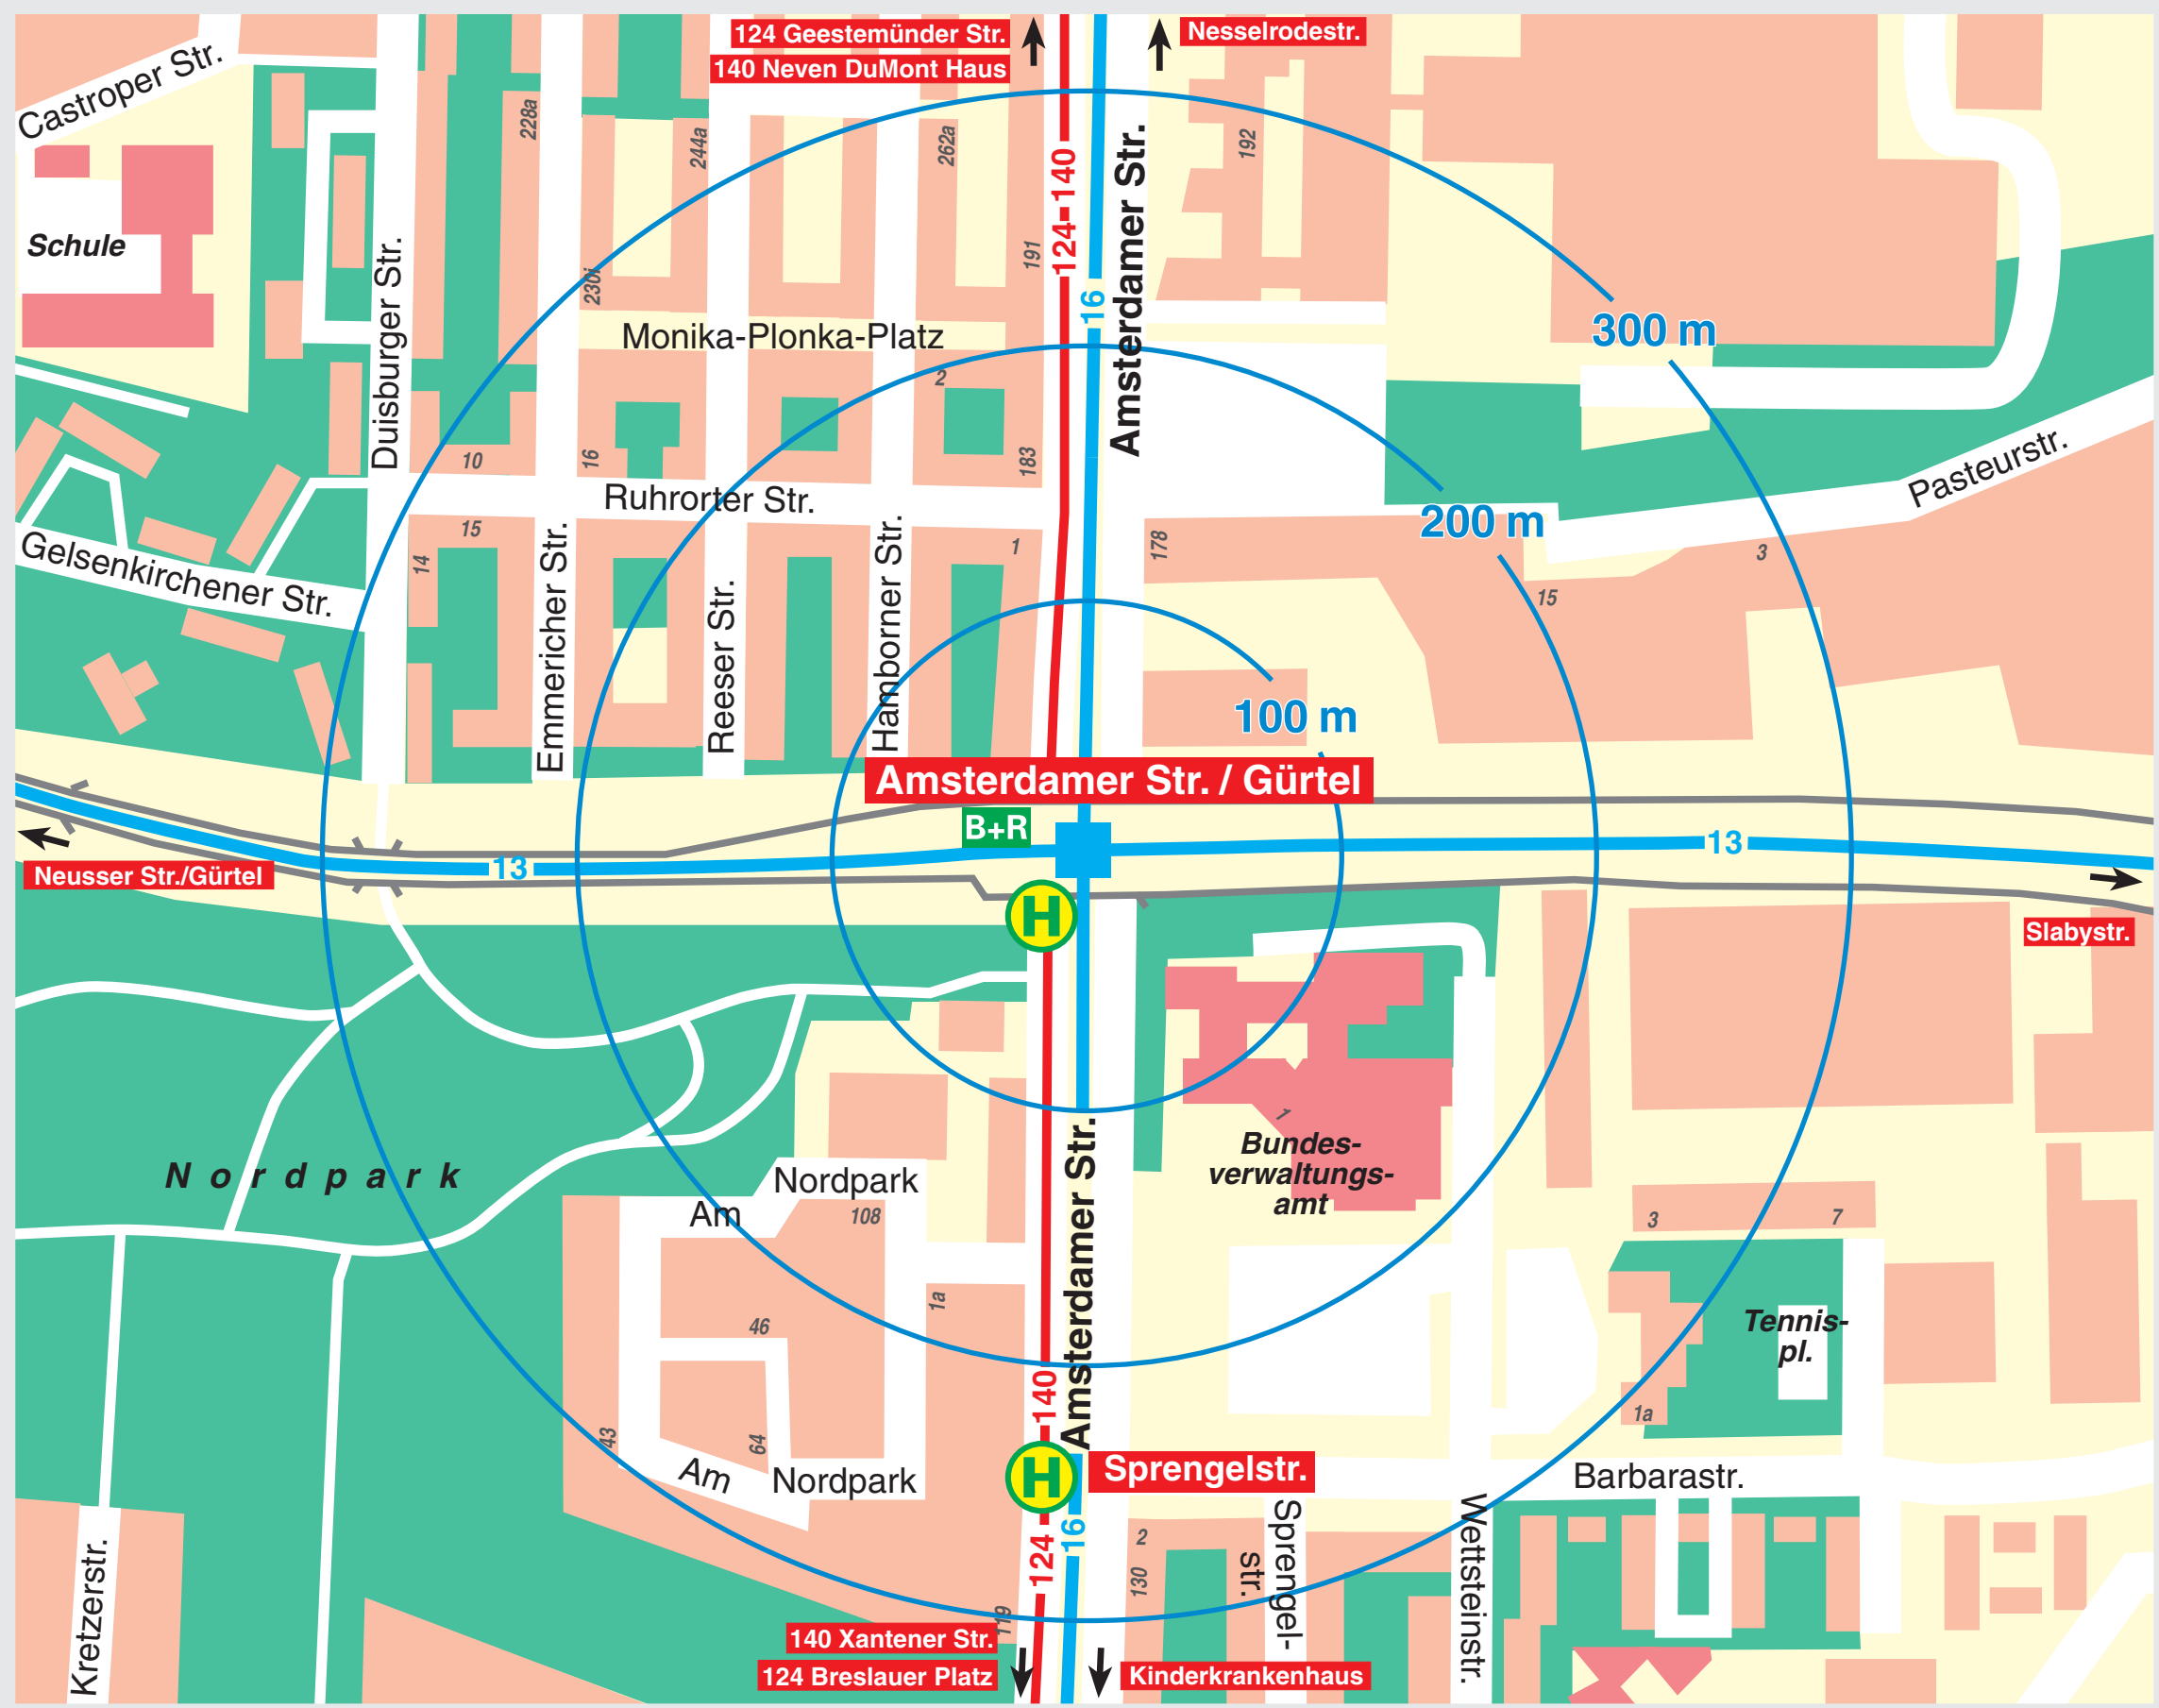 124 Geestemünder Str.
140 Neven DuMont Haus
Nesselrodestr.
Castroper Str.
228a
244a
262a
192
124 140
Amsterdamer Str.
Schule
Duisburger Str.
230i
191
16
300 m
Monika-Plonka-Platz
2
10
16
183
Ruhrorter Str.
200 m
Pasteurstr.
15
14
1
178
3
15
Gelsenkirchener Str.
Emmericher Str.
Reeser Str.
Hamborner Str.
100 m
Amsterdamer Str. / Gürtel
B+R
13
13
Neusser Str./Gürtel
H
Slabystr.
Nordpark
1
Bundes-
verwaltungs-
amt
Amsterdamer Str.
Nordpark
Am
108
3
7
1a
46
Tennis-
pl.
140
1a
43
64
Am
Nordpark
H
Sprengelstr.
Barbarastr.
124
16
2
130
Sprengel-
str.
Wettsteinstr.
Kretzerstr.
119
140 Xantener Str.
124 Breslauer Platz
Kinderkrankenhaus